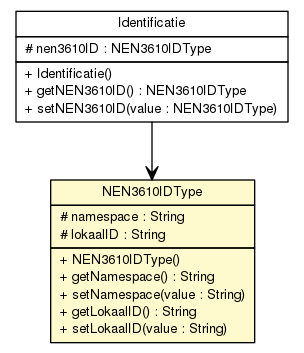 Identificatie
# nen3610ID : NEN3610IDType
+ Identificatie()
+ getNEN3610ID() : NEN3610IDType
+ setNEN3610ID(value : NEN3610IDType)
NEN3610IDType
# namespace : String
# lokaalID : String
+ NEN3610IDType()
+ getNamespace() : String
+ setNamespace(value : String)
+ getLokaalID() : String
+ setLokaalID(value : String)